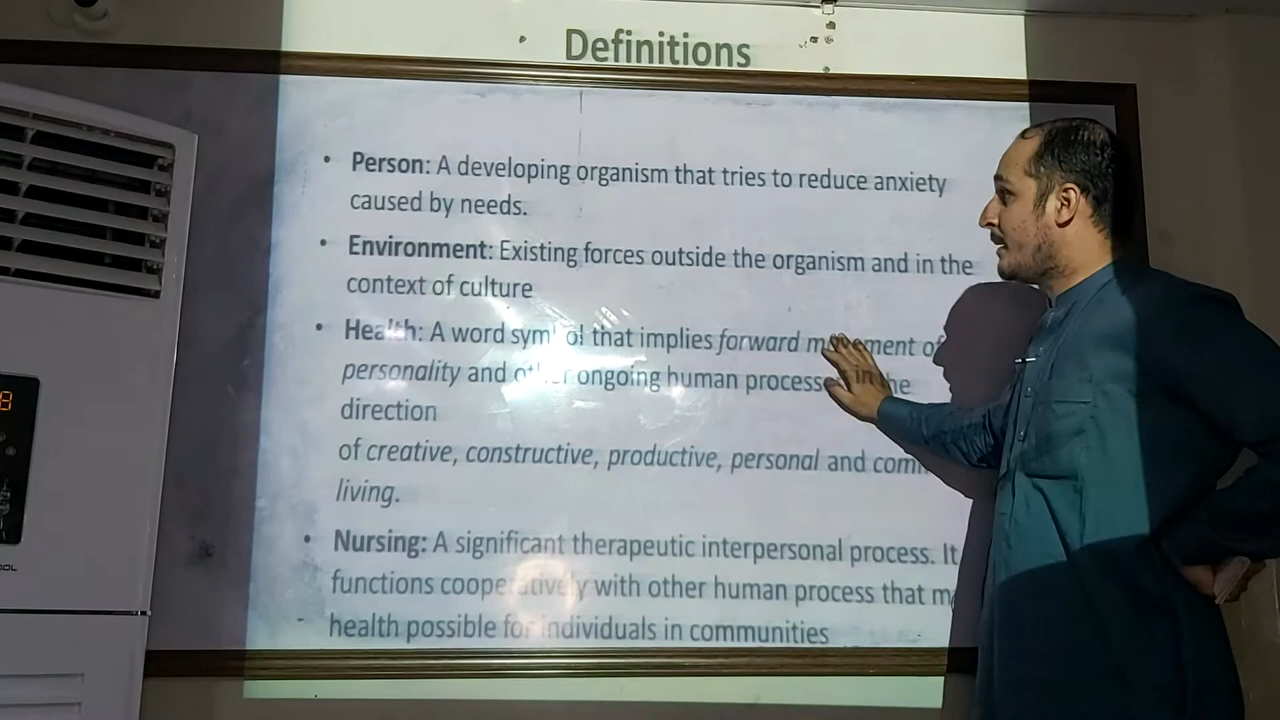 Definitions
• Person: A developing organism that tries to reduce anxiety
caused by needs.
• Environment: Existing forces outside the organism and in the
context of culture
• Health: A word symbol that implies forward movement of
personality and other ongoing human processes in the
direction
of creative, constructive, productive, personal and
living.
• Nursing: A significant therapeutic interpersonal process. It
functions cooperatively with other human process that
health possible for individuals in communities